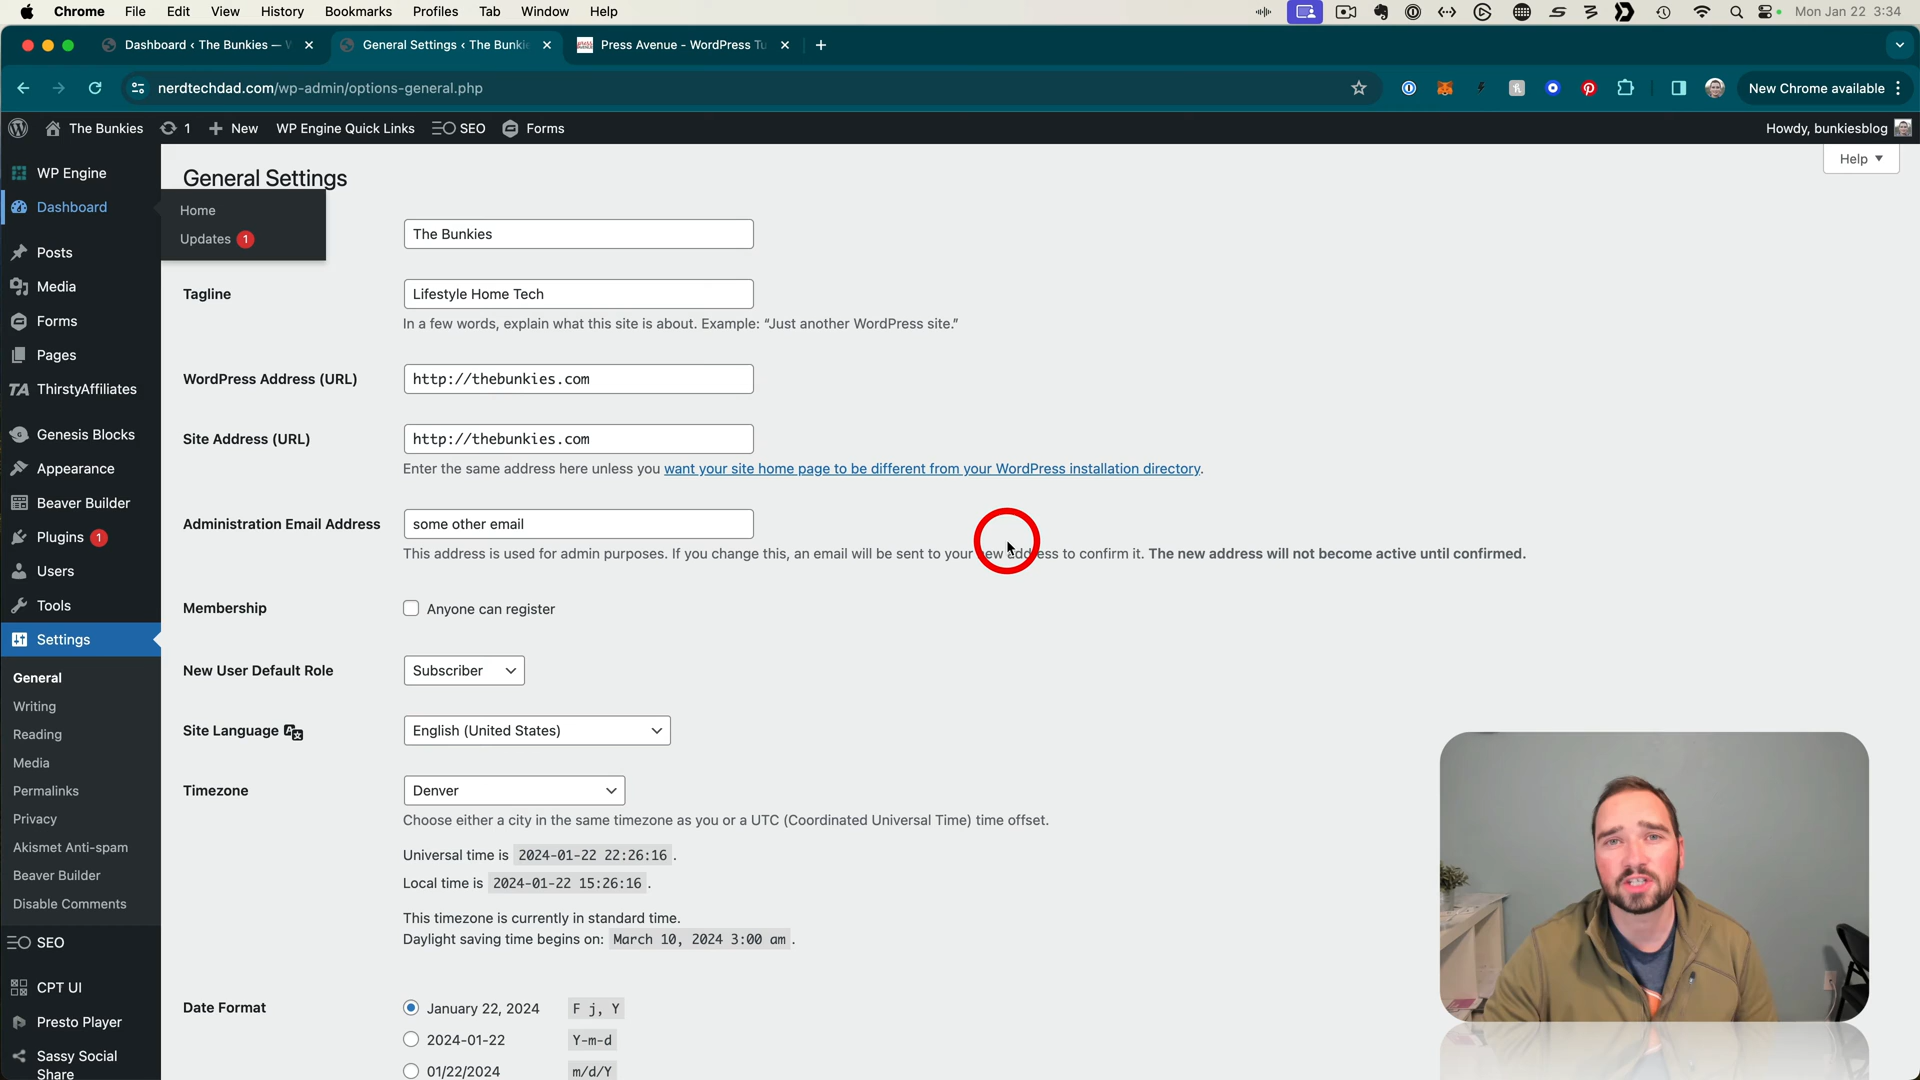 Chrome File Edit View History Bookmarks Profiles Tab Window Help
Mon Jan 22 3:34
Dashboard ‹ The Bunkies —
General Settings ‹ The Bunkie
Press Avenue - WordPress Tu
nerdtechdad.com/wp-admin/options-general.php
New Chrome available
The Bunkies 1 New WP Engine Quick Links SEO Forms
Howdy, bunkiesblog
Help
WP Engine
Dashboard
Home
Updates 1
Posts
Media
Forms
Pages
ThirstyAffiliates
Genesis Blocks
Appearance
Beaver Builder
Plugins 1
Users
Tools
Settings
General
Writing
Reading
Media
Permalinks
Privacy
Akismet Anti-spam
Beaver Builder
Disable Comments
SEO
CPT UI
Presto Player
Sassy Social
Share
General Settings
The Bunkies
Tagline
Lifestyle Home Tech
In a few words, explain what this site is about. Example: “Just another WordPress site.”
WordPress Address (URL)
http://thebunkies.com
Site Address (URL)
http://thebunkies.com
Enter the same address here unless you want your site home page to be different from your WordPress installation directory.
Administration Email Address
some other email
This address is used for admin purposes. If you change this, an email will be sent to your new address to confirm it. The new address will not become active until confirmed.
Membership
Anyone can register
New User Default Role
Subscriber
Site Language
English (United States)
Timezone
Denver
Choose either a city in the same timezone as you or a UTC (Coordinated Universal Time) time offset.
Universal time is 2024-01-22 22:26:16 .
Local time is 2024-01-22 15:26:16 .
This timezone is currently in standard time.
Daylight saving time begins on: March 10, 2024 3:00 am .
Date Format
January 22, 2024 F j, Y
2024-01-22 Y-m-d
01/22/2024 m/d/Y